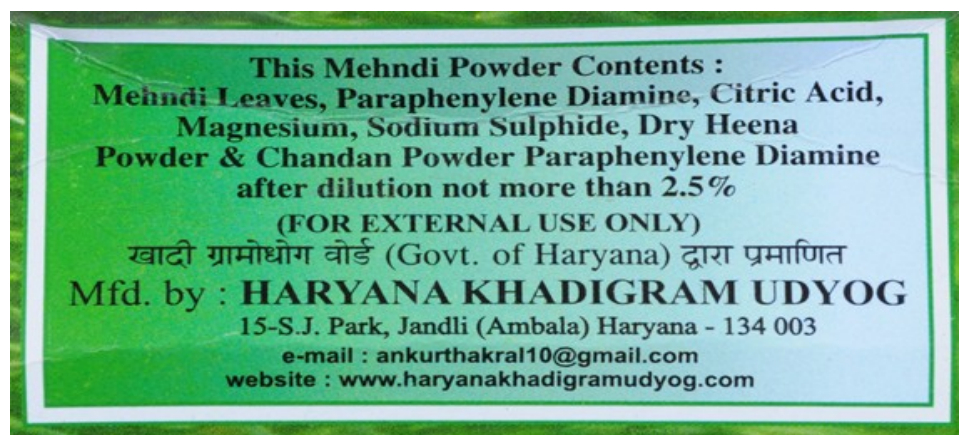 This Mehndi Powder Contents :
Mehndi Leaves, Paraphenylene Diamine, Citric Acid,
Magnesium, Sodium Sulphide, Dry Heena
Powder & Chandan Powder Paraphenylene Diamine
after dilution not more than 2.5%
(FOR EXTERNAL USE ONLY)
खादी ग्रामोधोग वोर्ड (Govt. of Haryana) द्वारा प्रमाणित
Mfd. by : HARYANA KHADIGRAM UDYOG
15-S.J. Park, Jandli (Ambala) Haryana - 134 003
e-mail : ankurthakral10@gmail.com
website : www.haryanakhadigramudyog.com